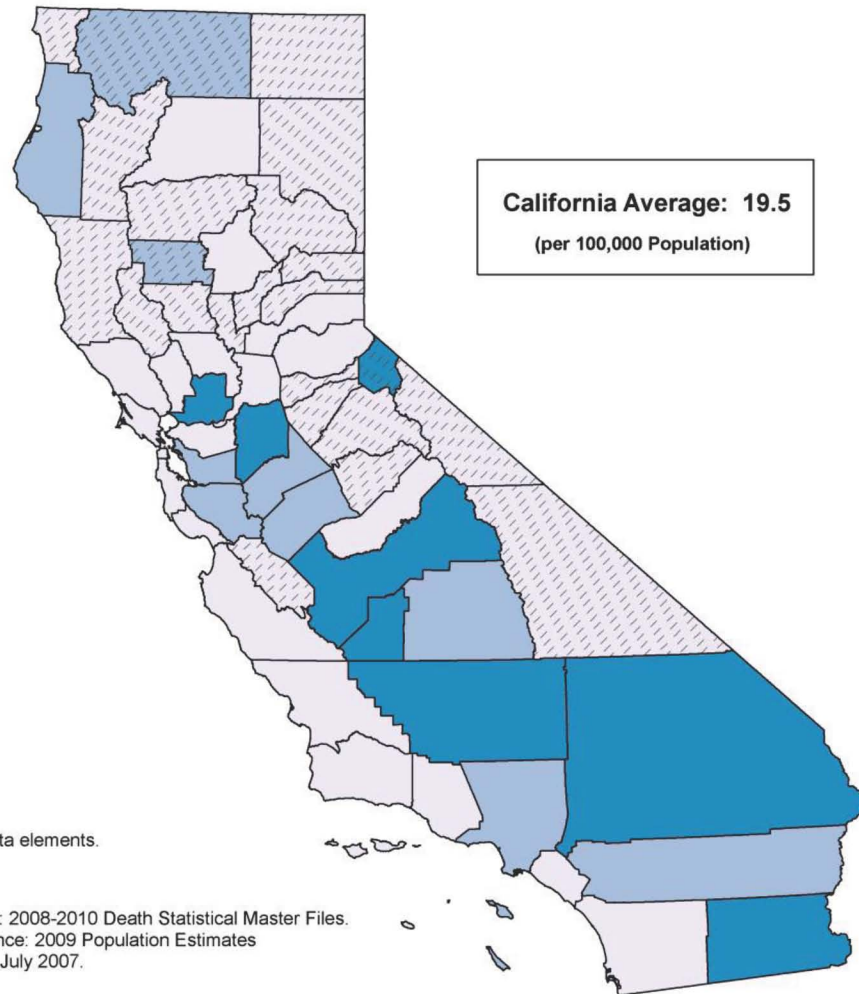 California Average: 19.5
(per 100,000 Population)
ta elements.
: 2008-2010 Death Statistical Master Files.
nce: 2009 Population Estimates
July 2007.